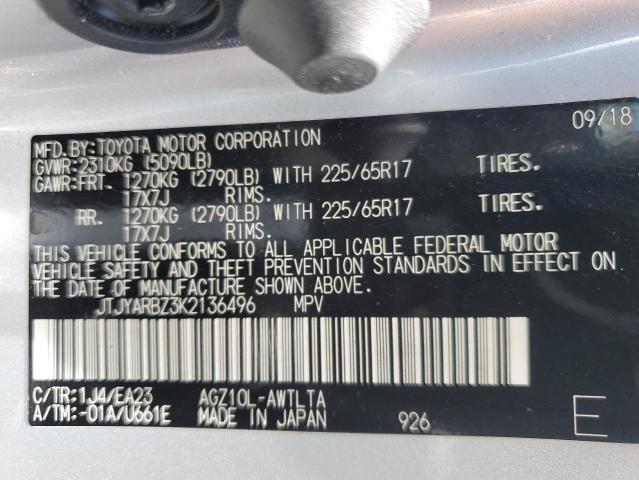 09/18
MFD.BY:TOYOTA MOTOR CORPORATION
GVWR:2310KG (5090LB)
GAWR:FRT. 1270KG (2790LB) WITH 225/65R17 TIRES.
17X7J RIMS.
RR. 1270KG (2790LB) WITH 225/65R17 TIRES.
17X7J RIMS.
THIS VEHICLE CONFORMS TO ALL APPLICABLE FEDERAL MOTOR
VEHICLE SAFETY AND THEFT PREVENTION STANDARDS IN EFFECT ON
THE DATE OF MANUFACTURE SHOWN ABOVE.
JTJYARBZ3K2136496 MPV
C/TR:1J4/EA23 AGZ10L-AWTLTA
A/TM:-01A/U661E MADE IN JAPAN 926 E